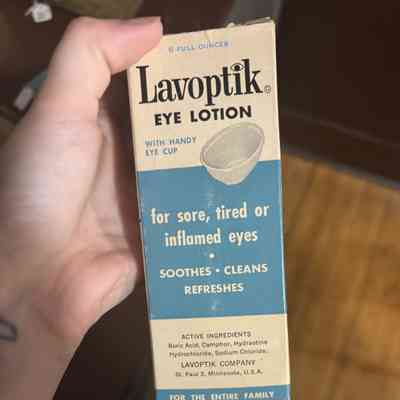 6 FULL OUNCES
Lavoptik
EYE LOTION
WITH HANDY
EYE CUP
for sore, tired or
inflamed eyes
•
SOOTHES • CLEANS
REFRESHES
ACTIVE INGREDIENTS
Boric Acid, Camphor, Hydrastine
Hydrochloride, Sodium Chloride.
LAVOPTIK COMPANY
St. Paul 2, Minnesota, U.S.A.
FOR THE ENTIRE FAMILY